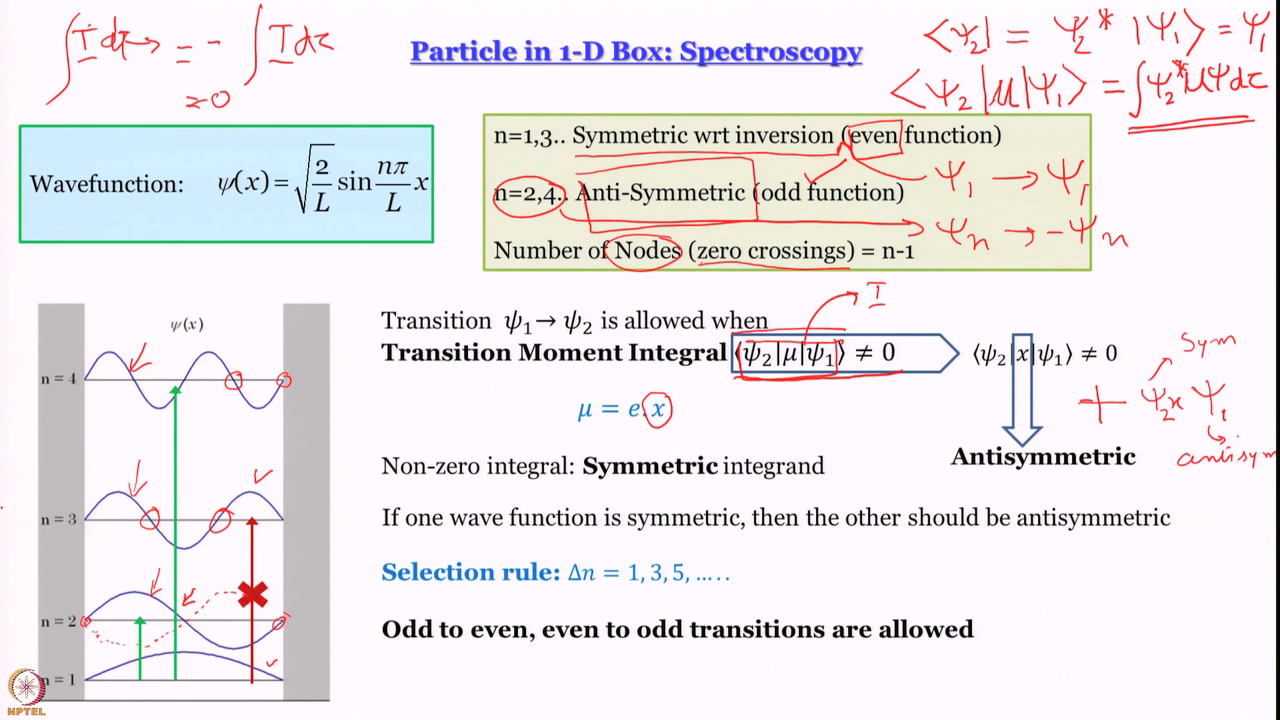 ∫ I dx → = − ∫ I dτ
= 0
Particle in 1-D Box: Spectroscopy
⟨ψ₂| = ψ₂* |ψ₁⟩ = ψ₁
⟨ψ₂|μ|ψ₁⟩ = ∫ψ₂*μψ dτ
Wavefunction: ψ(x) = √(2/L) sin (nπ/L) x
n=1,3.. Symmetric wrt inversion (even function)
ψ₁ → ψ₁
n=2,4.. Anti-Symmetric (odd function)
ψn → −ψn
Number of Nodes (zero crossings) = n-1
ψ(x)
n = 4
n = 3
n = 2
n = 1
Transition ψ₁→ψ₂ is allowed when
I
Transition Moment Integral ⟨ψ₂|μ|ψ₁⟩ ≠ 0
⟨ψ₂|x|ψ₁⟩ ≠ 0
Sym
μ = e.x
+ ψ₂x ψ₁
Antisymmetric
antisym
Non-zero integral: Symmetric integrand
If one wave function is symmetric, then the other should be antisymmetric
Selection rule: Δn = 1, 3, 5, .....
Odd to even, even to odd transitions are allowed
NPTEL